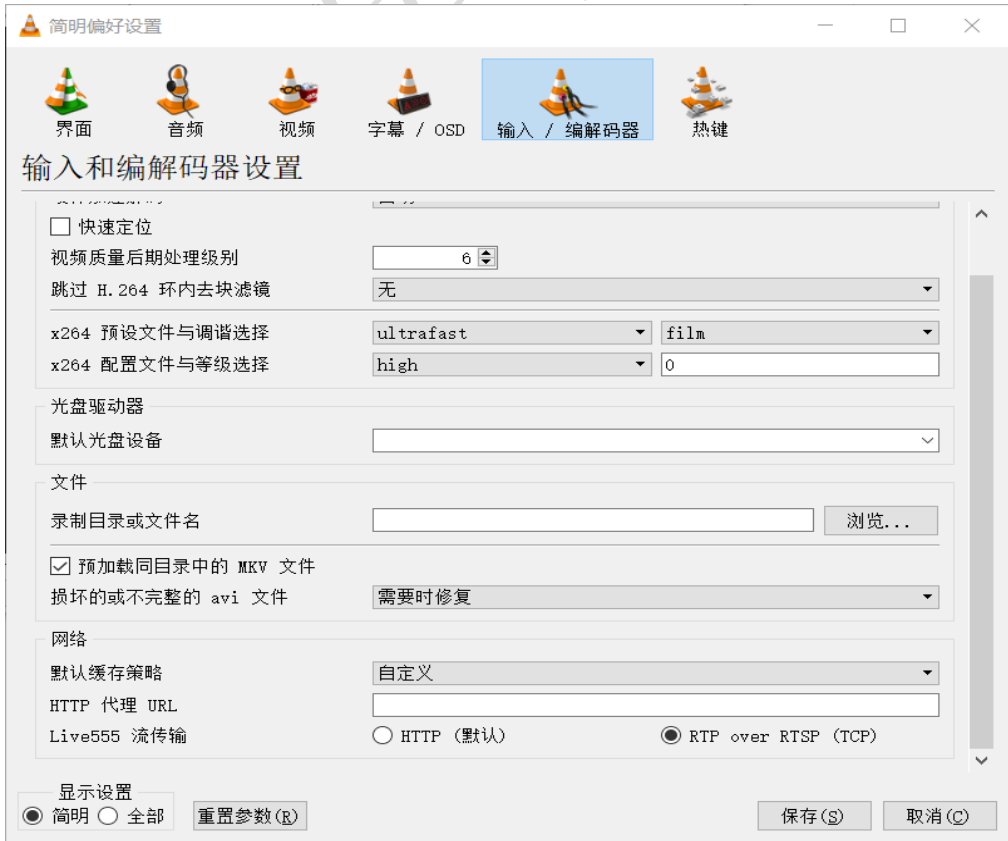 简明偏好设置
界面 音频 视频 字幕 / OSD 输入 / 编解码器 热键
输入和编解码器设置
快速定位
视频质量后期处理级别 6
跳过 H.264 环内去块滤镜 无
x264 预设文件与调谐选择 ultrafast film
x264 配置文件与等级选择 high 0
光盘驱动器
默认光盘设备
文件
录制目录或文件名 浏览...
预加载同目录中的 MKV 文件
损坏的或不完整的 avi 文件 需要时修复
网络
默认缓存策略 自定义
HTTP 代理 URL
Live555 流传输 HTTP (默认) RTP over RTSP (TCP)
显示设置
简明 全部 重置参数(R) 保存(S) 取消(C)